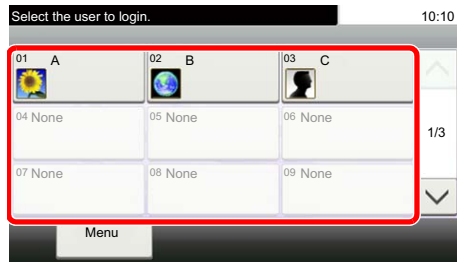 Select the user to login.
10:10
01 A
02 B
03 C
04 None
05 None
06 None
1/3
07 None
08 None
09 None
Menu